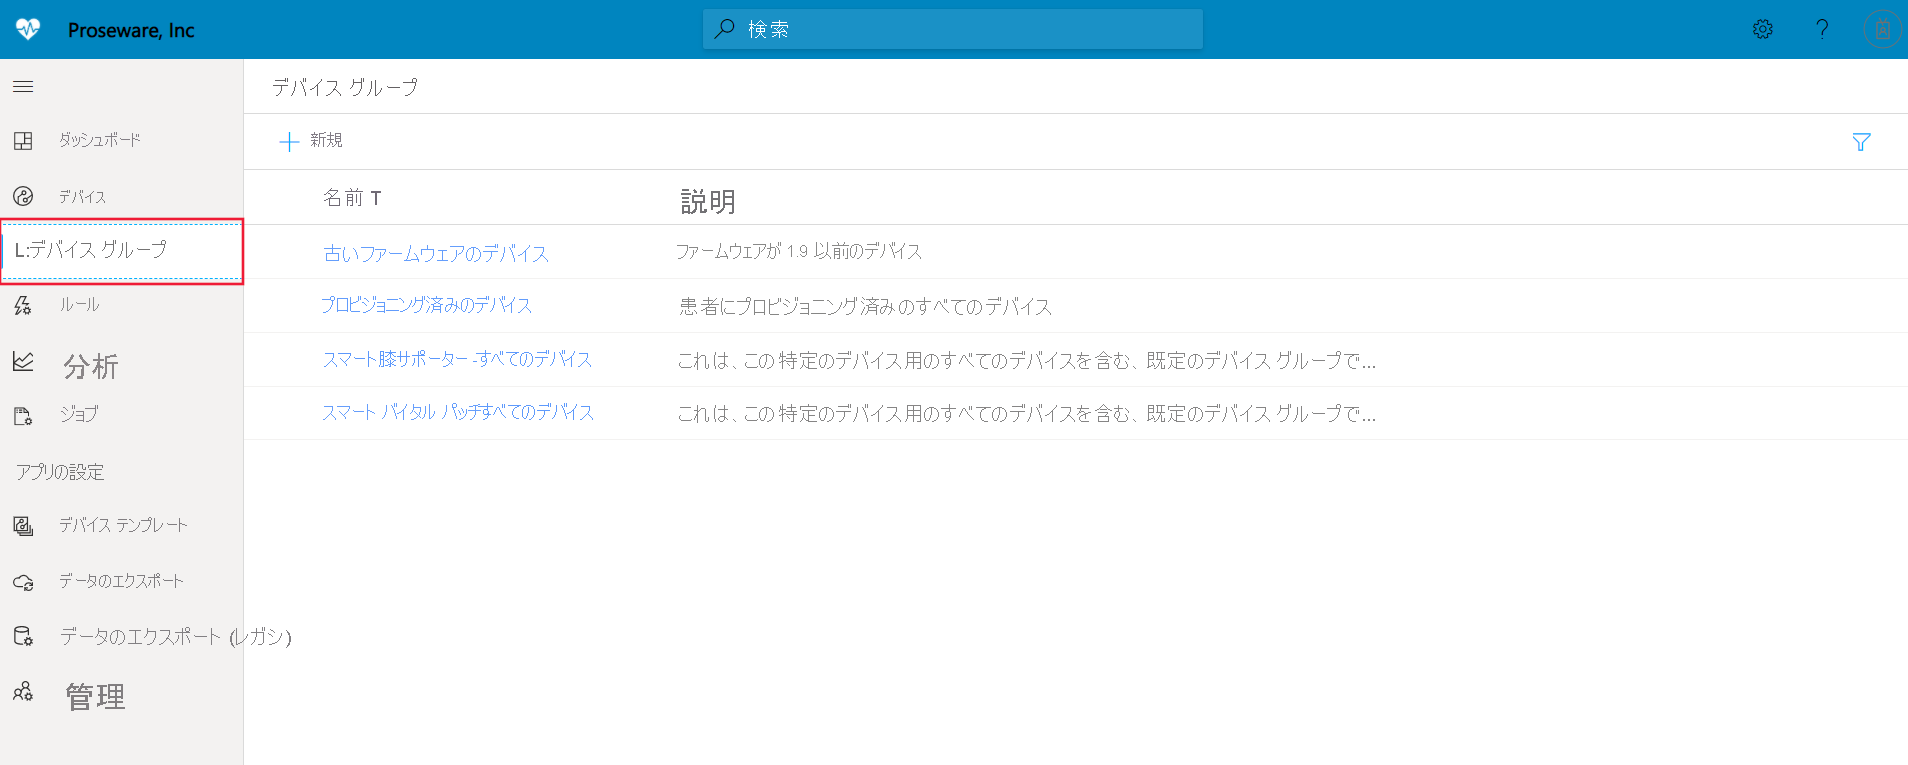 Proseware, Inc
検索
デバイス グループ
ダッシュボード
新規
デバイス
名前 T
説明
L:デバイス グループ
古いファームウェアのデバイス
ファームウェアが 1.9 以前のデバイス
ルール
プロビジョニング済みのデバイス
患者にプロビジョニング済みのすべてのデバイス
分析
スマート膝サポーター -すべてのデバイス
これは、この特定のデバイス用のすべてのデバイスを含む、既定のデバイス グループで...
ジョブ
スマート バイタル パッチすべてのデバイス
これは、この特定のデバイス用のすべてのデバイスを含む、既定のデバイス グループで...
アプリの設定
デバイス テンプレート
データのエクスポート
データのエクスポート (レガシ)
管理